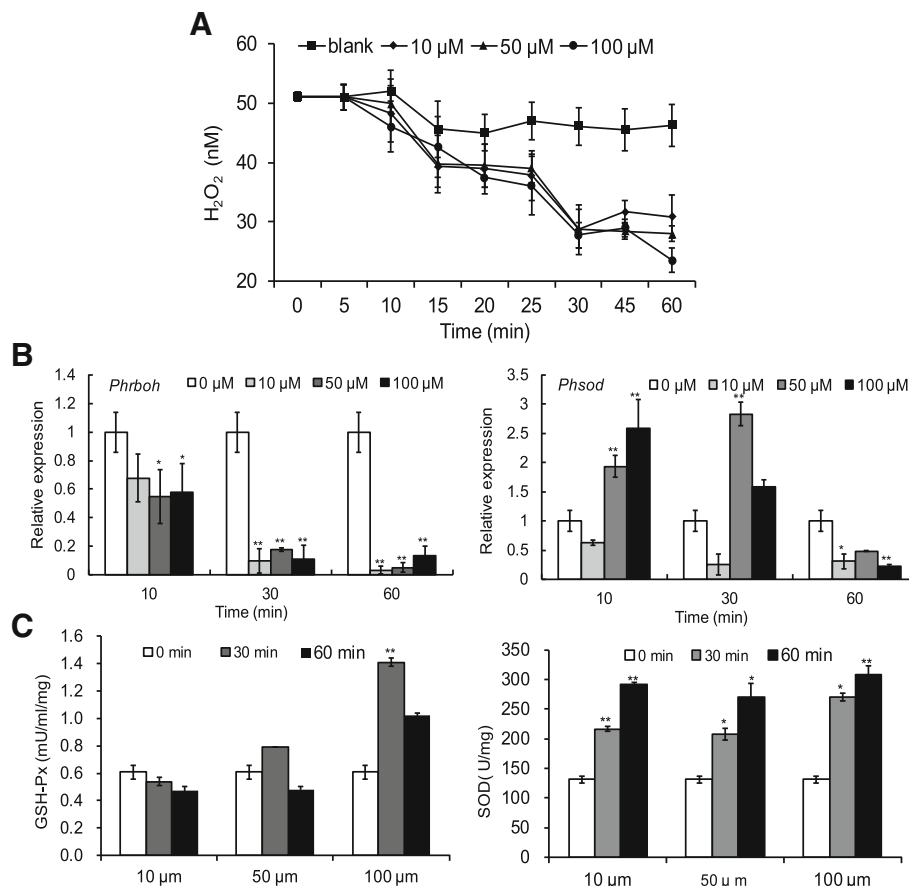 A
blank 10 µM 50 µM 100 µM
60
50
40
30
20
H2O2 (nM)
0 5 10 15 20 25 30 45 60
Time (min)
B
Phrboh 0 µM 10 µM 50 µM 100 µM
1.4
1.2
1
0.8
0.6
0.4
0.2
0
Relative expression
* *
** ** **
** ** **
10 30 60
Time (min)
Phsod 0 µM 10 µM 50 µM 100 µM
3.5
3
2.5
2
1.5
1
0.5
0
Relative expression
** **
**
* **
10 30 60
Time (min)
C
0 min 30 min 60 min
1.6
1.4
1.2
1.0
0.8
0.6
0.4
0.2
0.0
GSH-Px (mU/ml/mg)
**
10 µm 50 µm 100 µm
0 min 30 min 60 min
350
300
250
200
150
100
50
0
SOD( U/mg)
** **
* *
* **
10 µm 50 u m 100 µm